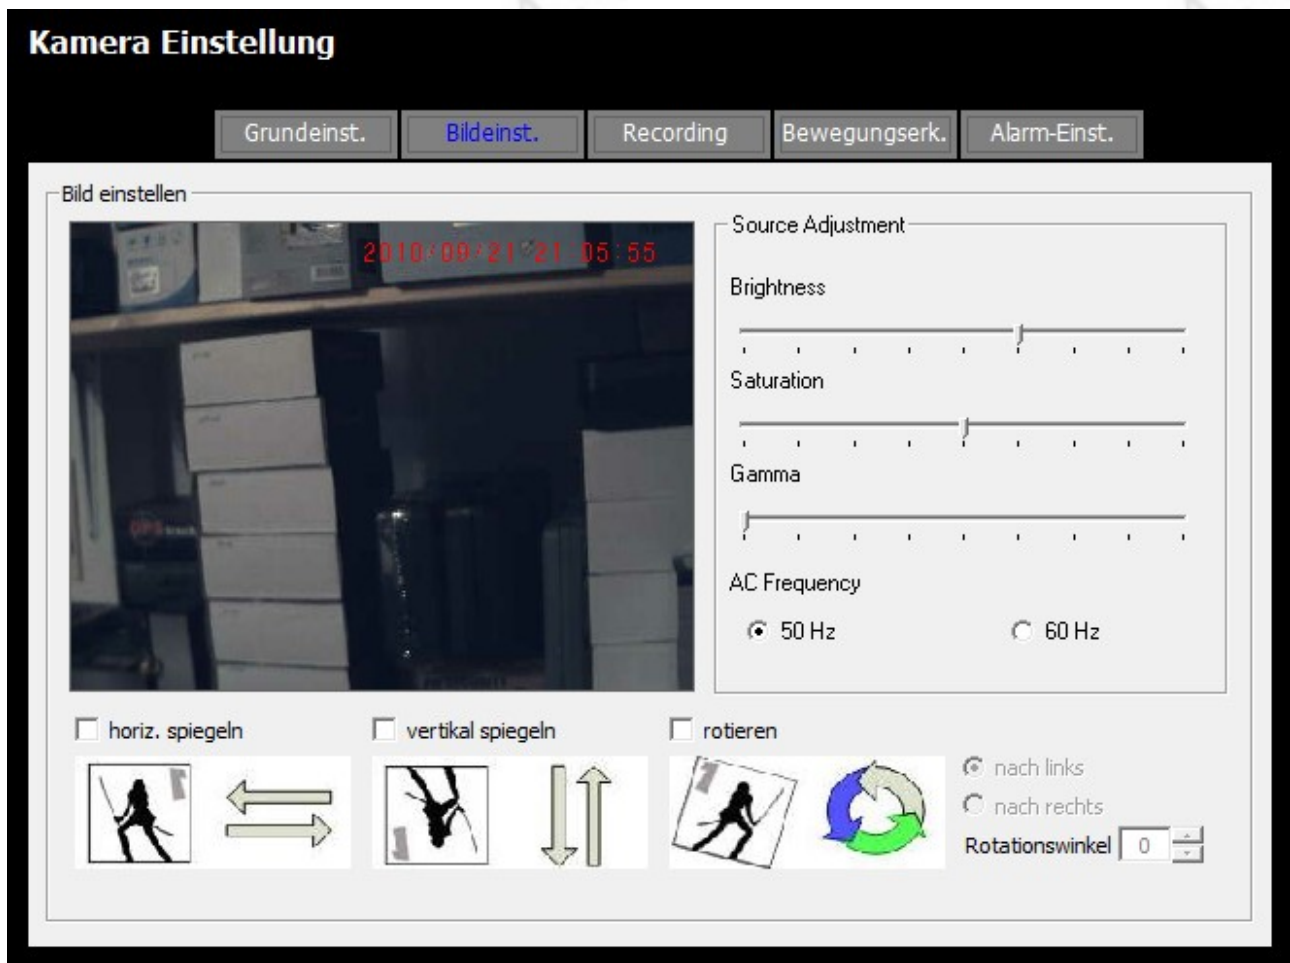 Kamera Einstellung
Grundeinst.
Bildeinst.
Recording
Bewegungserk.
Alarm-Einst.
Bild einstellen
2010/09/21 21:05:55
Source Adjustment
Brightness
Saturation
Gamma
AC Frequency
50 Hz
60 Hz
horiz. spiegeln
vertikal spiegeln
rotieren
nach links
nach rechts
Rotationswinkel 0